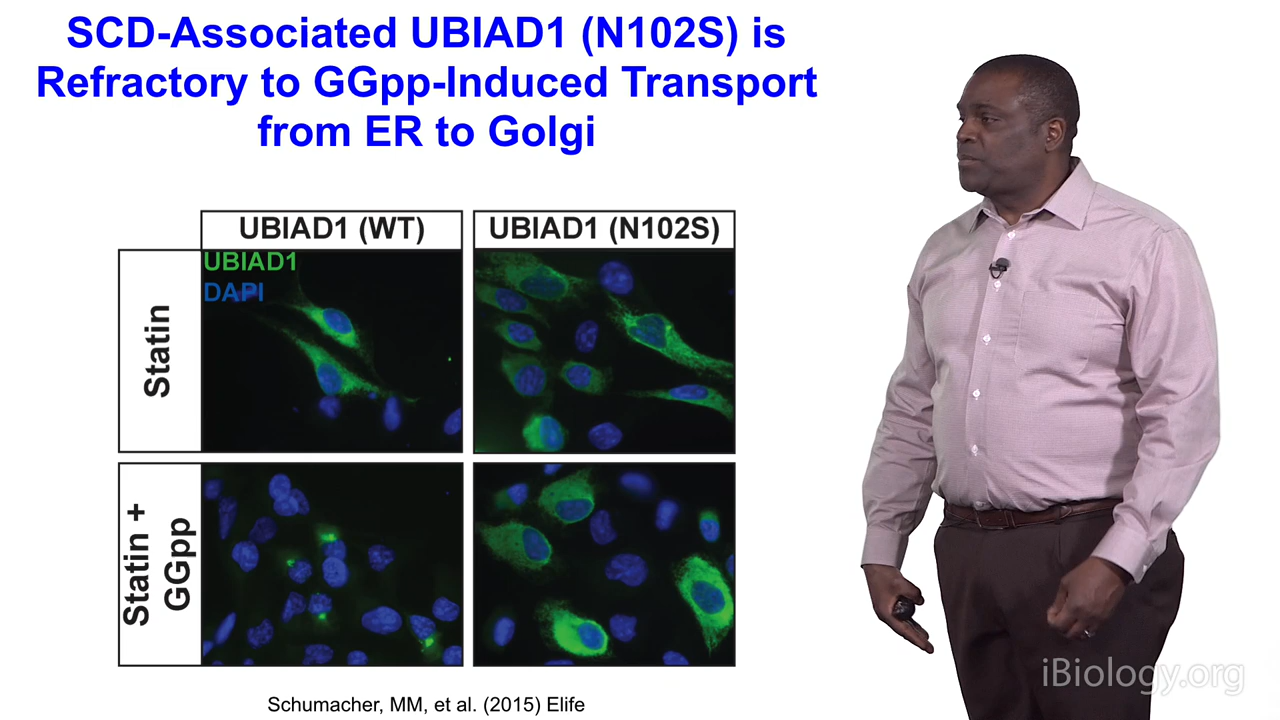 SCD-Associated UBIAD1 (N102S) is
Refractory to GGpp-Induced Transport
from ER to Golgi
UBIAD1 (WT)
UBIAD1 (N102S)
UBIAD1
DAPI
Statin
Statin +
GGpp
Schumacher, MM, et al. (2015) Elife
iBiology.org